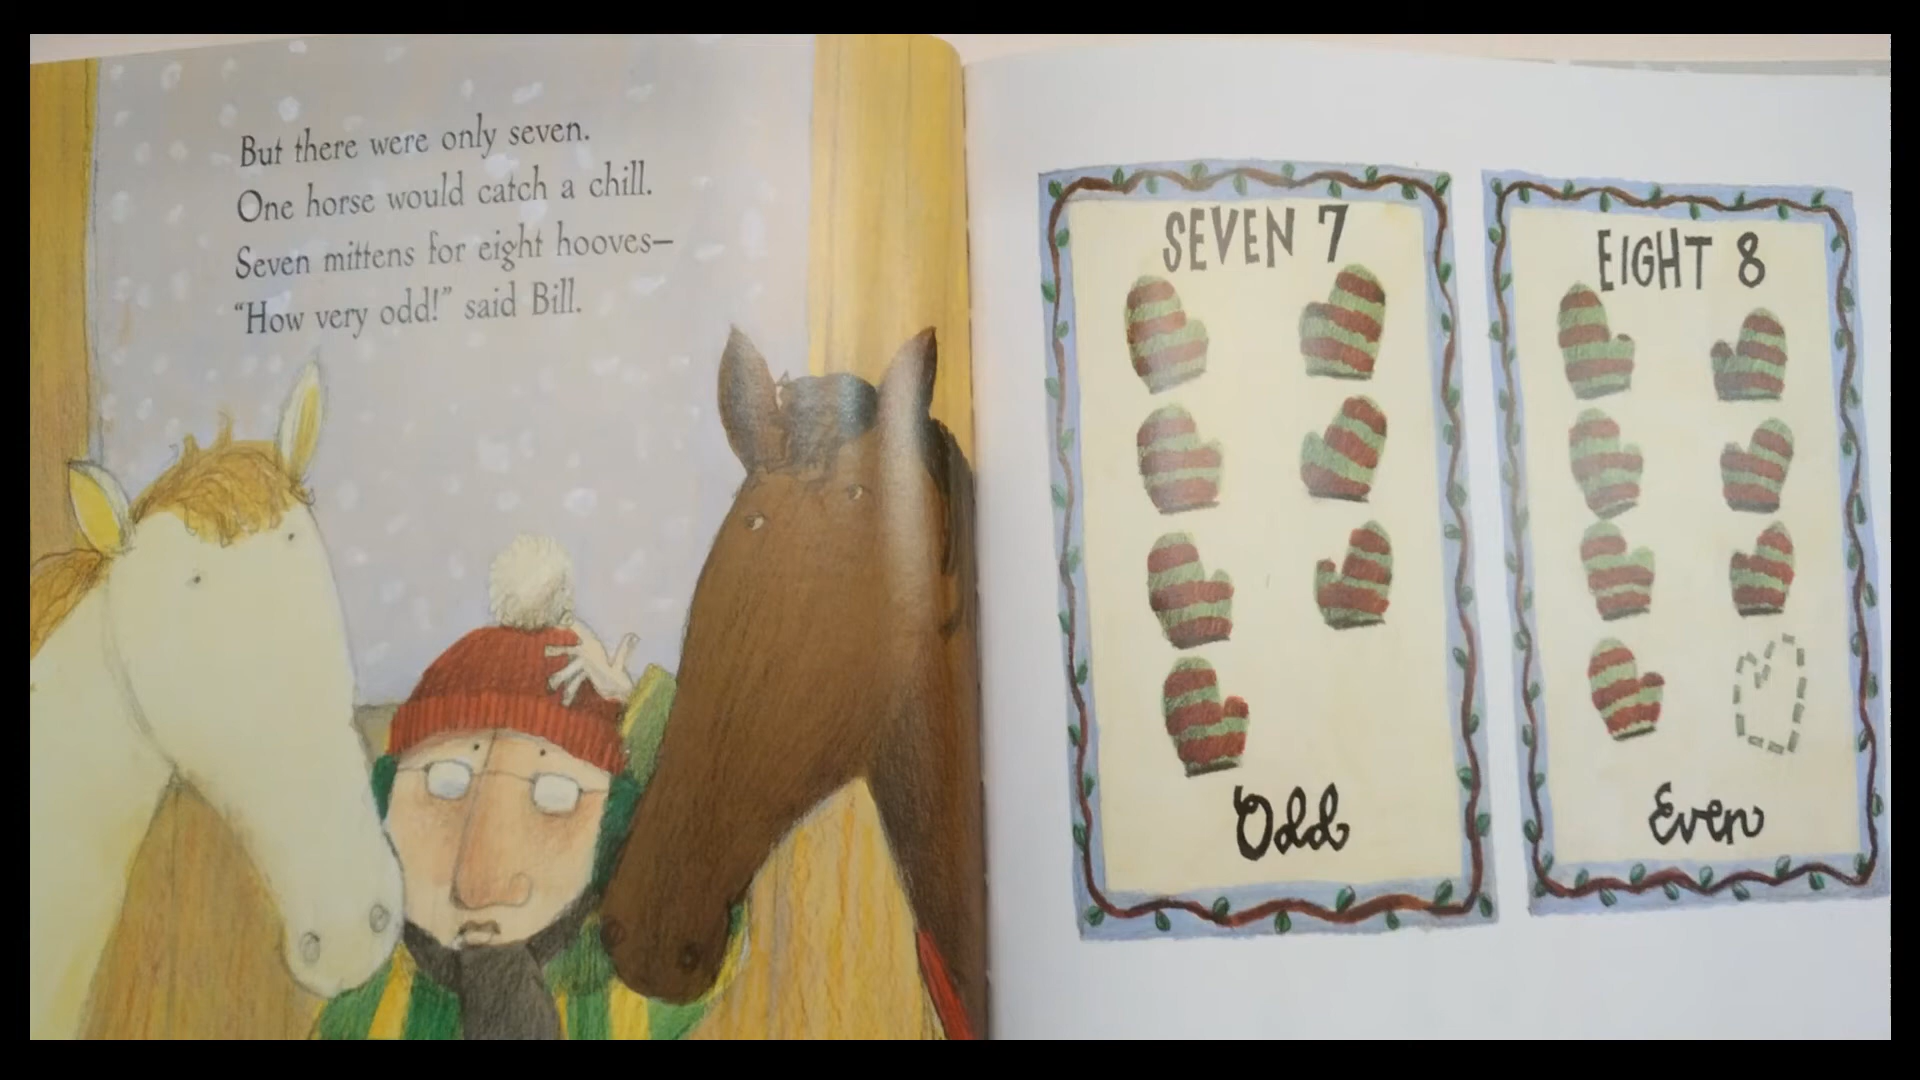 But there were only seven.
One horse would catch a chill.
Seven mittens for eight hooves—
“How very odd!” said Bill.
SEVEN 7
Odd
EIGHT 8
Even